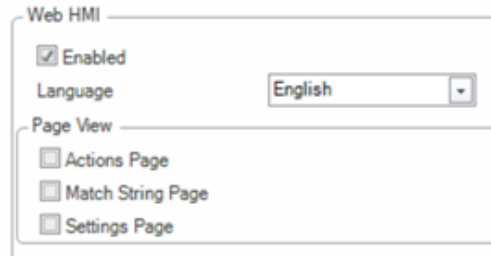 Web HMI
Enabled
Language English
Page View
Actions Page
Match String Page
Settings Page